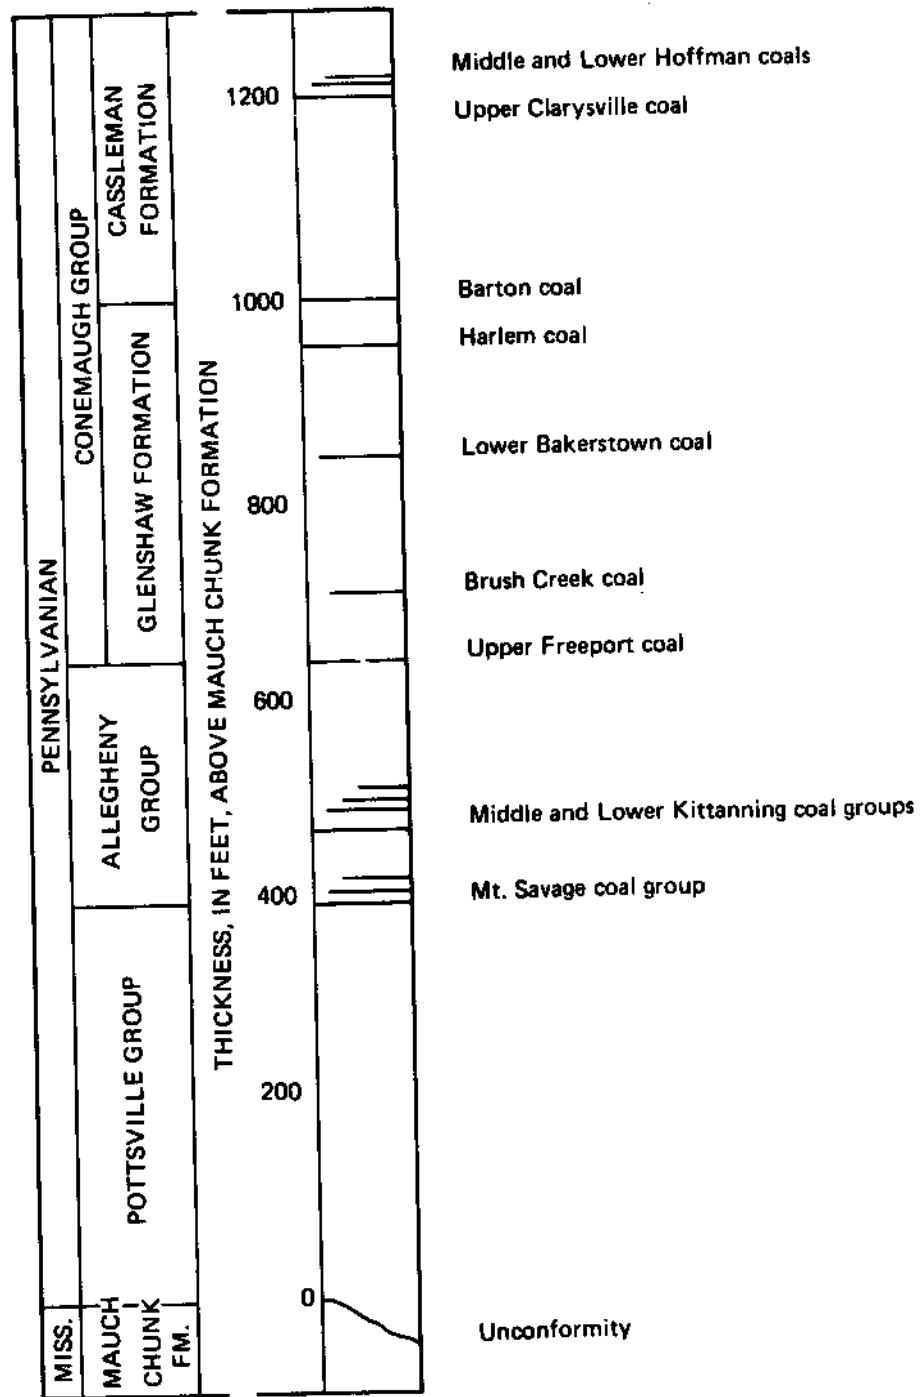 PENNSYLVANIAN
MISS.
CONEMAUGH GROUP
CASSLEMAN
FORMATION
GLENSHAW FORMATION
ALLEGHENY
GROUP
POTTSVILLE GROUP
MAUCH
CHUNK
FM.
THICKNESS, IN FEET, ABOVE MAUCH CHUNK FORMATION
1200
1000
800
600
400
200
0
Middle and Lower Hoffman coals
Upper Clarysville coal
Barton coal
Harlem coal
Lower Bakerstown coal
Brush Creek coal
Upper Freeport coal
Middle and Lower Kittanning coal groups
Mt. Savage coal group
Unconformity